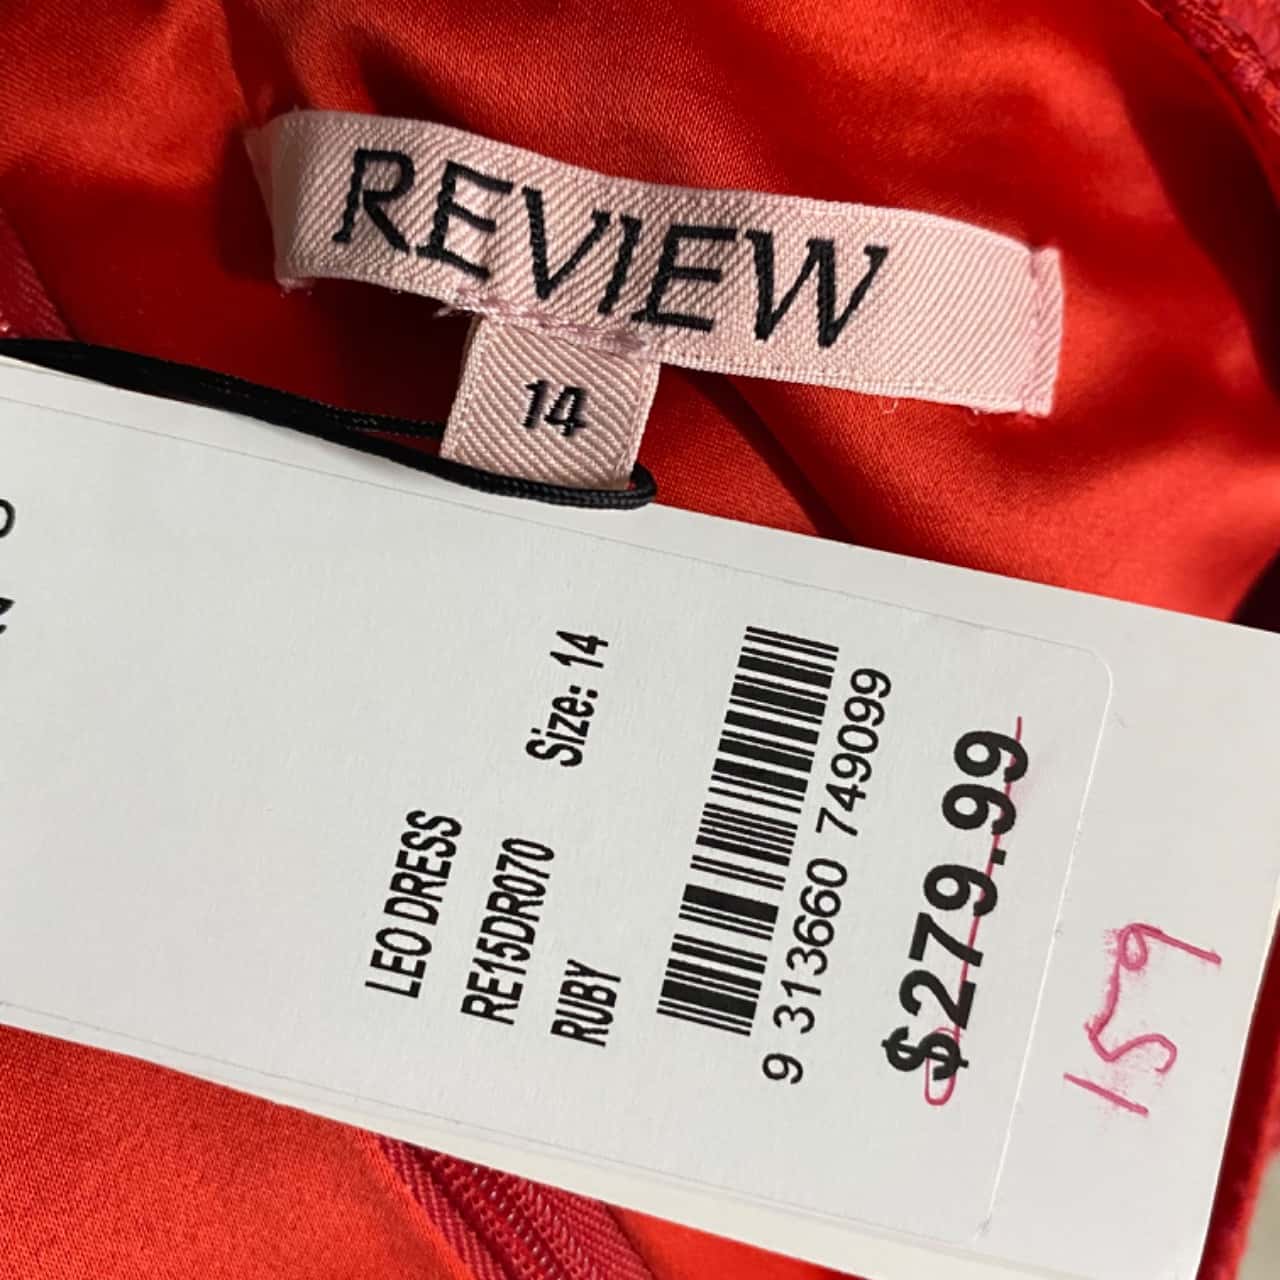 REVIEW
14
LEO DRESS
RE15DR070 Size: 14
RUBY
9 313660 749099
$279.99
159